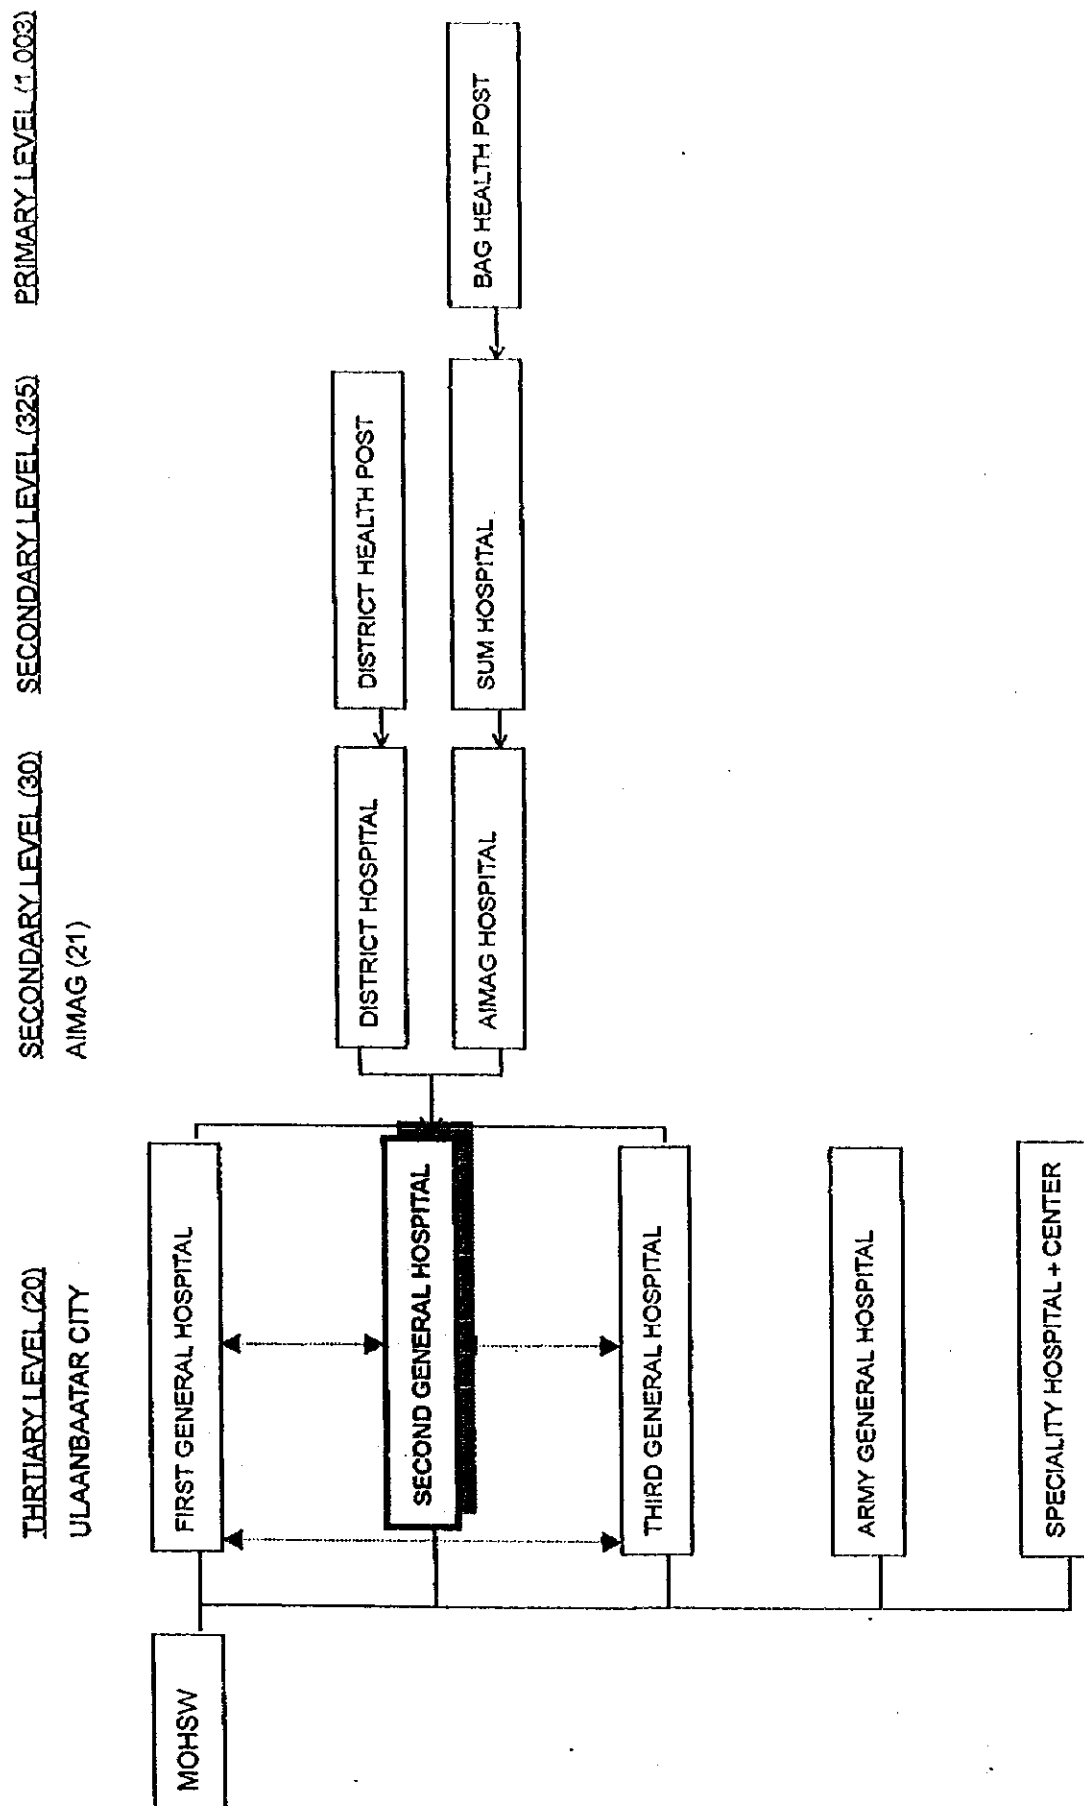 THRTIARY LEVEL (20)
ULAANBAATAR CITY
SECONDARY LEVEL (30)
AIMAG (21)
SECONDARY LEVEL (325)
PRIMARY LEVEL (1.003)
MOHSW
FIRST GENERAL HOSPITAL
SECOND GENERAL HOSPITAL
THIRD GENERAL HOSPITAL
ARMY GENERAL HOSPITAL
SPECIALITY HOSPITAL + CENTER
DISTRICT HOSPITAL
AIMAG HOSPITAL
DISTRICT HEALTH POST
SUM HOSPITAL
BAG HEALTH POST